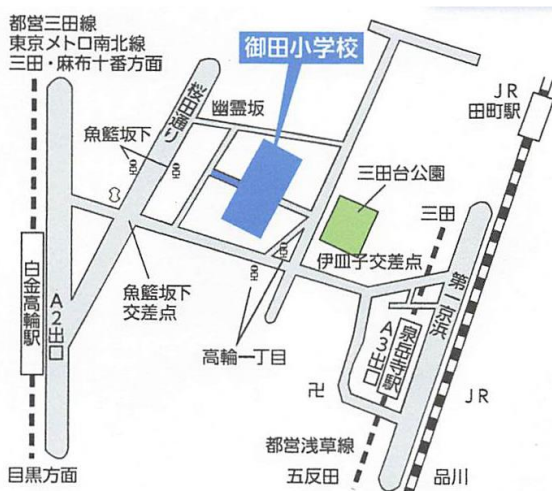 都営三田線
東京メトロ南北線
三田・麻布十番方面
御田小学校
桜田通り
幽霊坂
魚籃坂下
JR
田町駅
三田台公園
三田
伊皿子交差点
第一京浜
白金高輪駅
A2出口
魚籃坂下
交差点
高輪一丁目
泉岳寺駅
A3出口
卍
JR
都営浅草線
目黒方面
五反田
品川